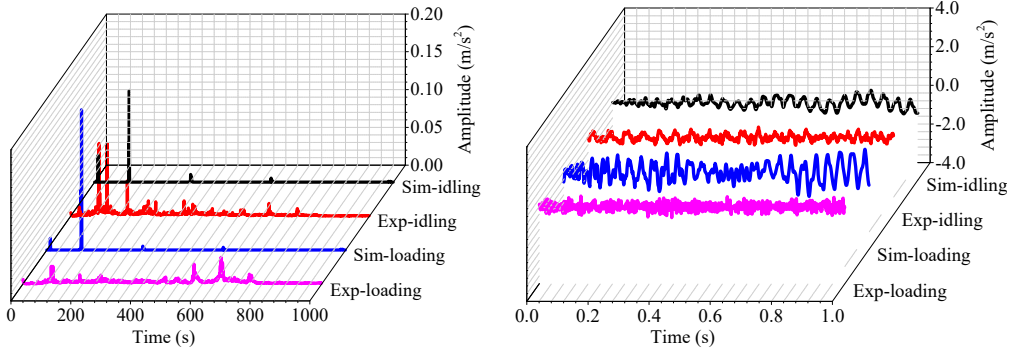 0.20
0.15
0.10
0.05
0.00
Amplitude (m/s²)
Sim-idling
Exp-idling
Sim-loading
Exp-loading
0 200 400 600 800 1000
Time (s)
4.0
2.0
0.0
-2.0
-4.0
Amplitude (m/s²)
Sim-idling
Exp-idling
Sim-loading
Exp-loading
0.0 0.2 0.4 0.6 0.8 1.0
Time (s)